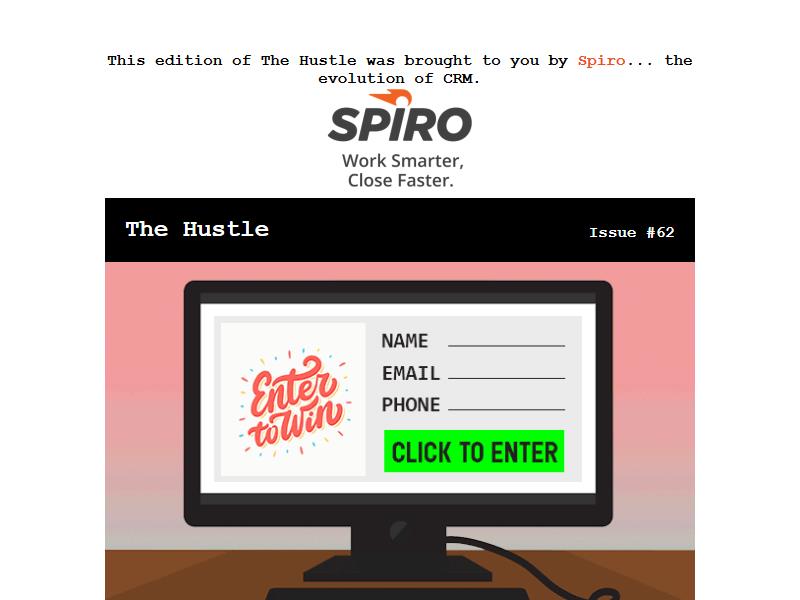 This edition of The Hustle was brought to you by Spiro... the
evolution of CRM.
SPIRO
Work Smarter,
Close Faster.
The Hustle
Issue #62
Enter
to Win
NAME
EMAIL
PHONE
CLICK TO ENTER